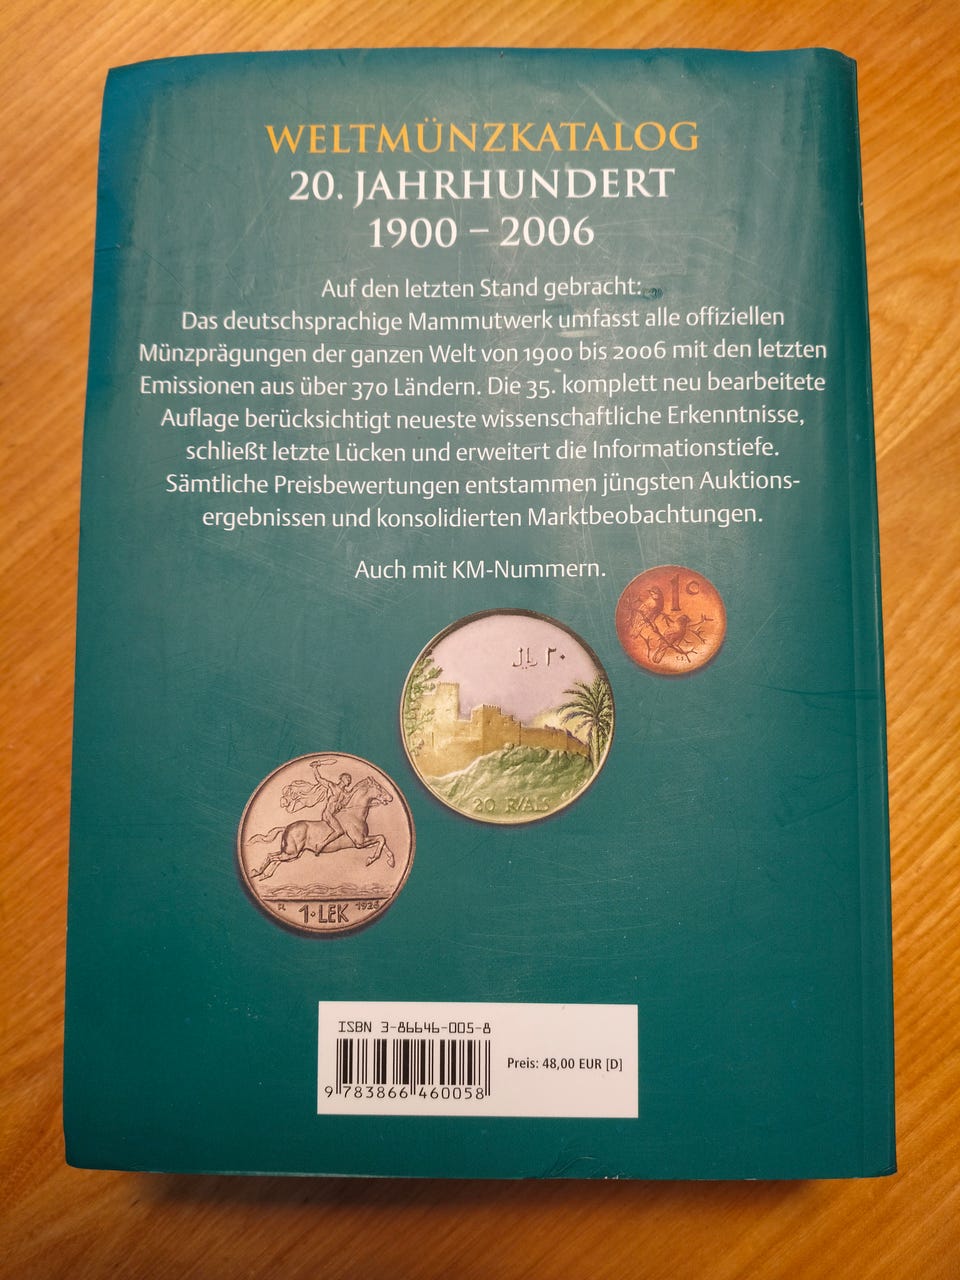 WELTMÜNZKATALOG
20. JAHRHUNDERT
1900 – 2006
Auf den letzten Stand gebracht:
Das deutschsprachige Mammutwerk umfasst alle offiziellen
Münzprägungen der ganzen Welt von 1900 bis 2006 mit den letzten
Emissionen aus über 370 Ländern. Die 35. komplett neu bearbeitete
Auflage berücksichtigt neueste wissenschaftliche Erkenntnisse,
schließt letzte Lücken und erweitert die Informationstiefe.
Sämtliche Preisbewertungen entstammen jüngsten Auktions-
ergebnissen und konsolidierten Marktbeobachtungen.
Auch mit KM-Nummern.
1c
٢٠ ريال
20 RIALS
R 1·LEK 1926
ISBN 3-86646-005-8
9 783866 460058
Preis: 48,00 EUR [D]